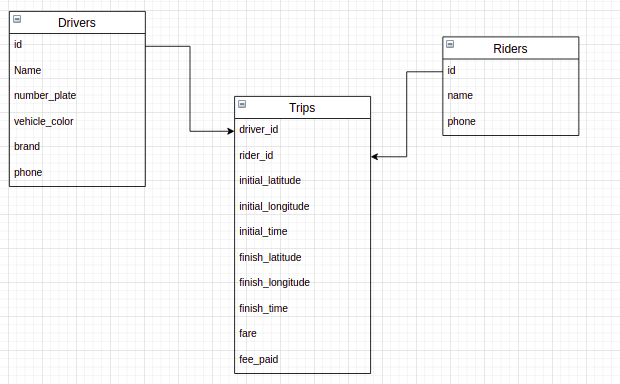 Drivers
id
Name
number_plate
vehicle_color
brand
phone
Trips
driver_id
rider_id
initial_latitude
initial_longitude
initial_time
finish_latitude
finish_longitude
finish_time
fare
fee_paid
Riders
id
name
phone